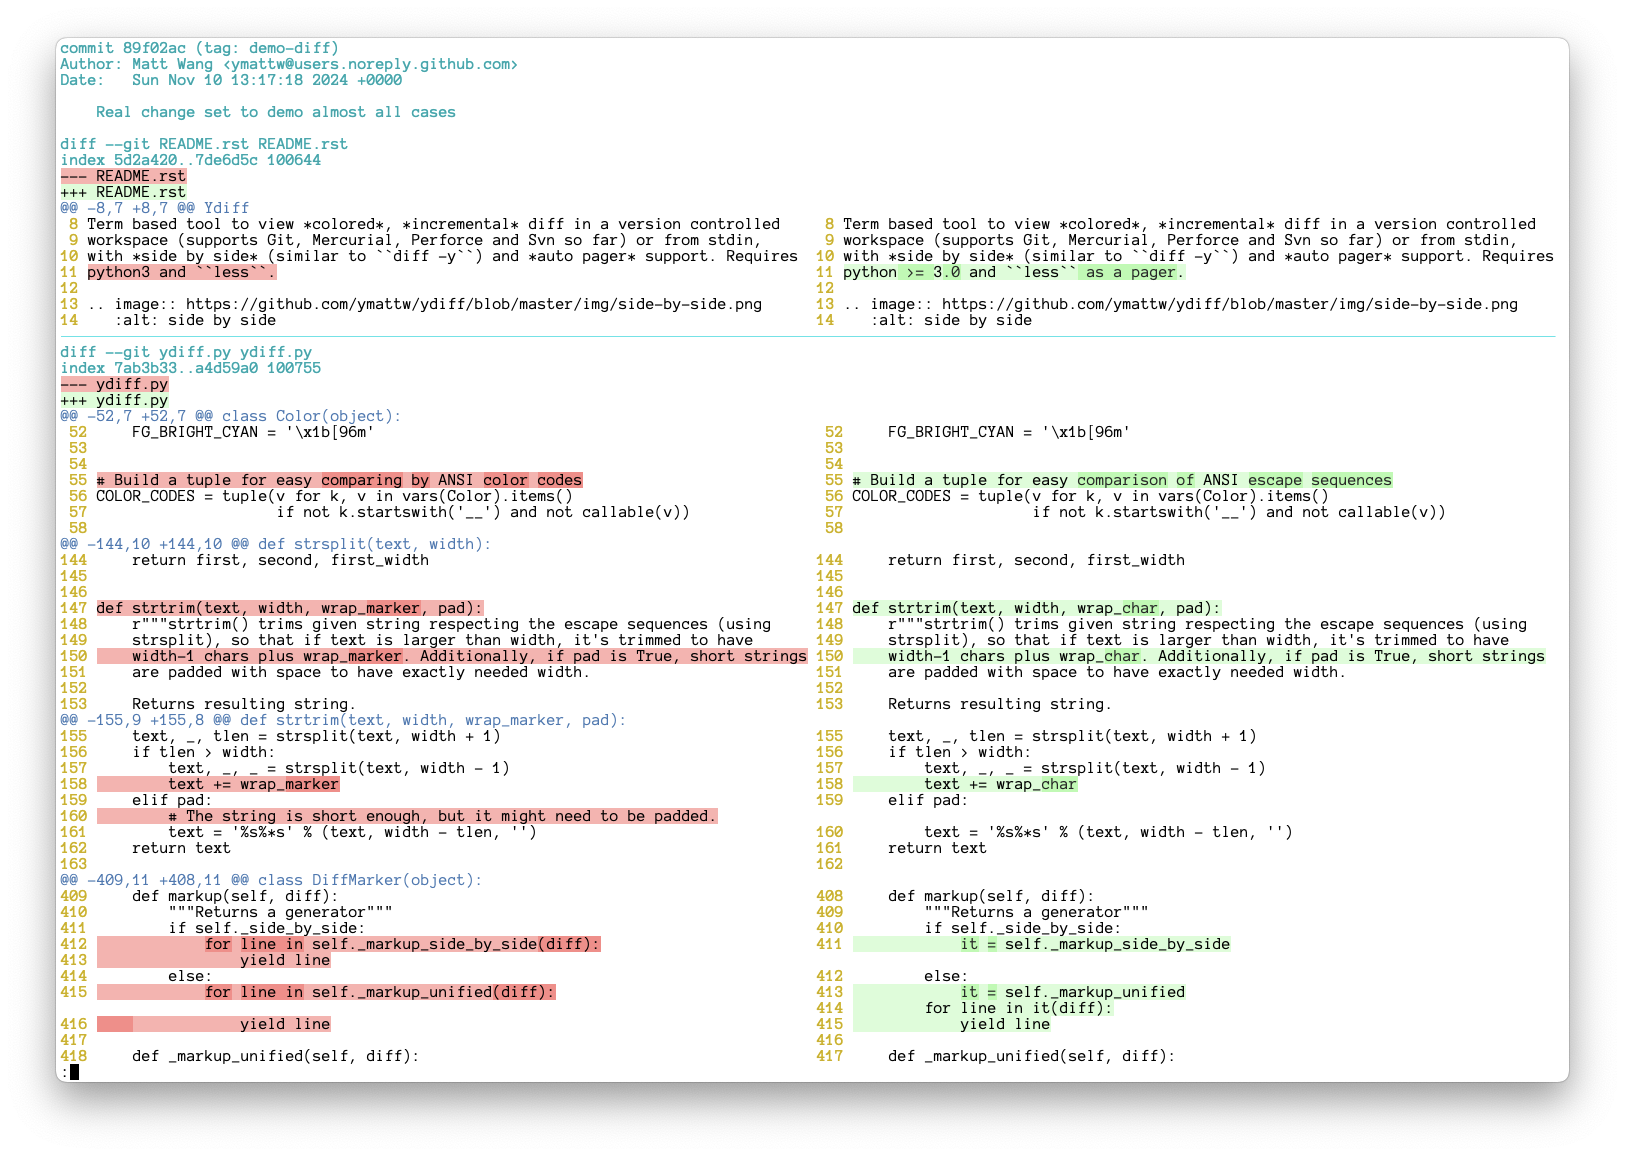 commit 89f02ac (tag: demo-diff)
Author: Matt Wang <ymattw@users.noreply.github.com>
Date:   Sun Nov 10 13:17:18 2024 +0000
    Real change set to demo almost all cases
diff --git README.rst README.rst
index 5d2a420..7de6d5c 100644
--- README.rst
+++ README.rst
@@ -8,7 +8,7 @@ Ydiff
 8 Term based tool to view *colored*, *incremental* diff in a version controlled     8 Term based tool to view *colored*, *incremental* diff in a version controlled
 9 workspace (supports Git, Mercurial, Perforce and Svn so far) or from stdin,       9 workspace (supports Git, Mercurial, Perforce and Svn so far) or from stdin,
10 with *side by side* (similar to ``diff -y``) and *auto pager* support. Requires  10 with *side by side* (similar to ``diff -y``) and *auto pager* support. Requires
11 python3 and ``less``.                                                            11 python >= 3.0 and ``less`` as a pager.
12                                                                                  12
13 .. image:: https://github.com/ymattw/ydiff/blob/master/img/side-by-side.png      13 .. image:: https://github.com/ymattw/ydiff/blob/master/img/side-by-side.png
14    :alt: side by side                                                            14    :alt: side by side
diff --git ydiff.py ydiff.py
index 7ab3b33..a4d59a0 100755
--- ydiff.py
+++ ydiff.py
@@ -52,7 +52,7 @@ class Color(object):
 52     FG_BRIGHT_CYAN = '\x1b[96m'                                                  52     FG_BRIGHT_CYAN = '\x1b[96m'
 53                                                                                  53
 54                                                                                  54
 55 # Build a tuple for easy comparing by ANSI color codes                           55 # Build a tuple for easy comparison of ANSI escape sequences
 56 COLOR_CODES = tuple(v for k, v in vars(Color).items()                            56 COLOR_CODES = tuple(v for k, v in vars(Color).items()
 57                     if not k.startswith('__') and not callable(v))               57                     if not k.startswith('__') and not callable(v))
 58                                                                                  58
@@ -144,10 +144,10 @@ def strsplit(text, width):
144     return first, second, first_width                                           144     return first, second, first_width
145                                                                                 145
146                                                                                 146
147 def strtrim(text, width, wrap_marker, pad):                                     147 def strtrim(text, width, wrap_char, pad):
148     r"""strtrim() trims given string respecting the escape sequences (using     148     r"""strtrim() trims given string respecting the escape sequences (using
149     strsplit), so that if text is larger than width, it's trimmed to have       149     strsplit), so that if text is larger than width, it's trimmed to have
150     width-1 chars plus wrap_marker. Additionally, if pad is True, short strings 150     width-1 chars plus wrap_char. Additionally, if pad is True, short strings
151     are padded with space to have exactly needed width.                         151     are padded with space to have exactly needed width.
152                                                                                 152
153     Returns resulting string.                                                   153     Returns resulting string.
@@ -155,9 +155,8 @@ def strtrim(text, width, wrap_marker, pad):
155     text, _, tlen = strsplit(text, width + 1)                                   155     text, _, tlen = strsplit(text, width + 1)
156     if tlen > width:                                                            156     if tlen > width:
157         text, _, _ = strsplit(text, width - 1)                                  157         text, _, _ = strsplit(text, width - 1)
158         text += wrap_marker                                                     158         text += wrap_char
159     elif pad:                                                                   159     elif pad:
160         # The string is short enough, but it might need to be padded.
161         text = '%s%*s' % (text, width - tlen, '')                               160         text = '%s%*s' % (text, width - tlen, '')
162     return text                                                                 161     return text
163                                                                                 162
@@ -409,11 +408,11 @@ class DiffMarker(object):
409     def markup(self, diff):                                                     408     def markup(self, diff):
410         """Returns a generator"""                                               409         """Returns a generator"""
411         if self._side_by_side:                                                  410         if self._side_by_side:
412             for line in self._markup_side_by_side(diff):                        411             it = self._markup_side_by_side
413                 yield line
414         else:                                                                   412         else:
415             for line in self._markup_unified(diff):                             413             it = self._markup_unified
                                                                                    414         for line in it(diff):
416                 yield line                                                      415             yield line
417                                                                                 416
418     def _markup_unified(self, diff):                                            417     def _markup_unified(self, diff):
: